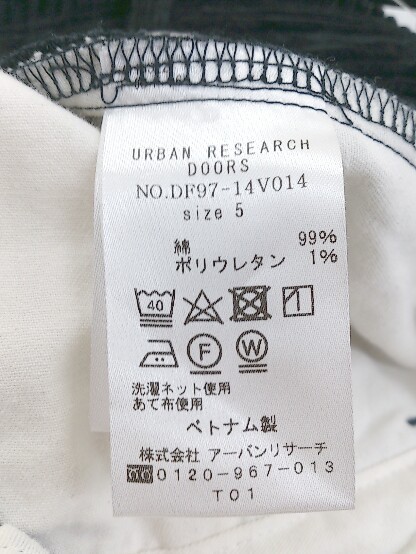 URBAN RESEARCH
DOORS
NO.DF97-14V014
size 5
綿 99%
ポリウレタン 1%
40
F W
洗濯ネット使用
あて布使用
ベトナム製
株式会社 アーバンリサーチ
0120-967-013
T01